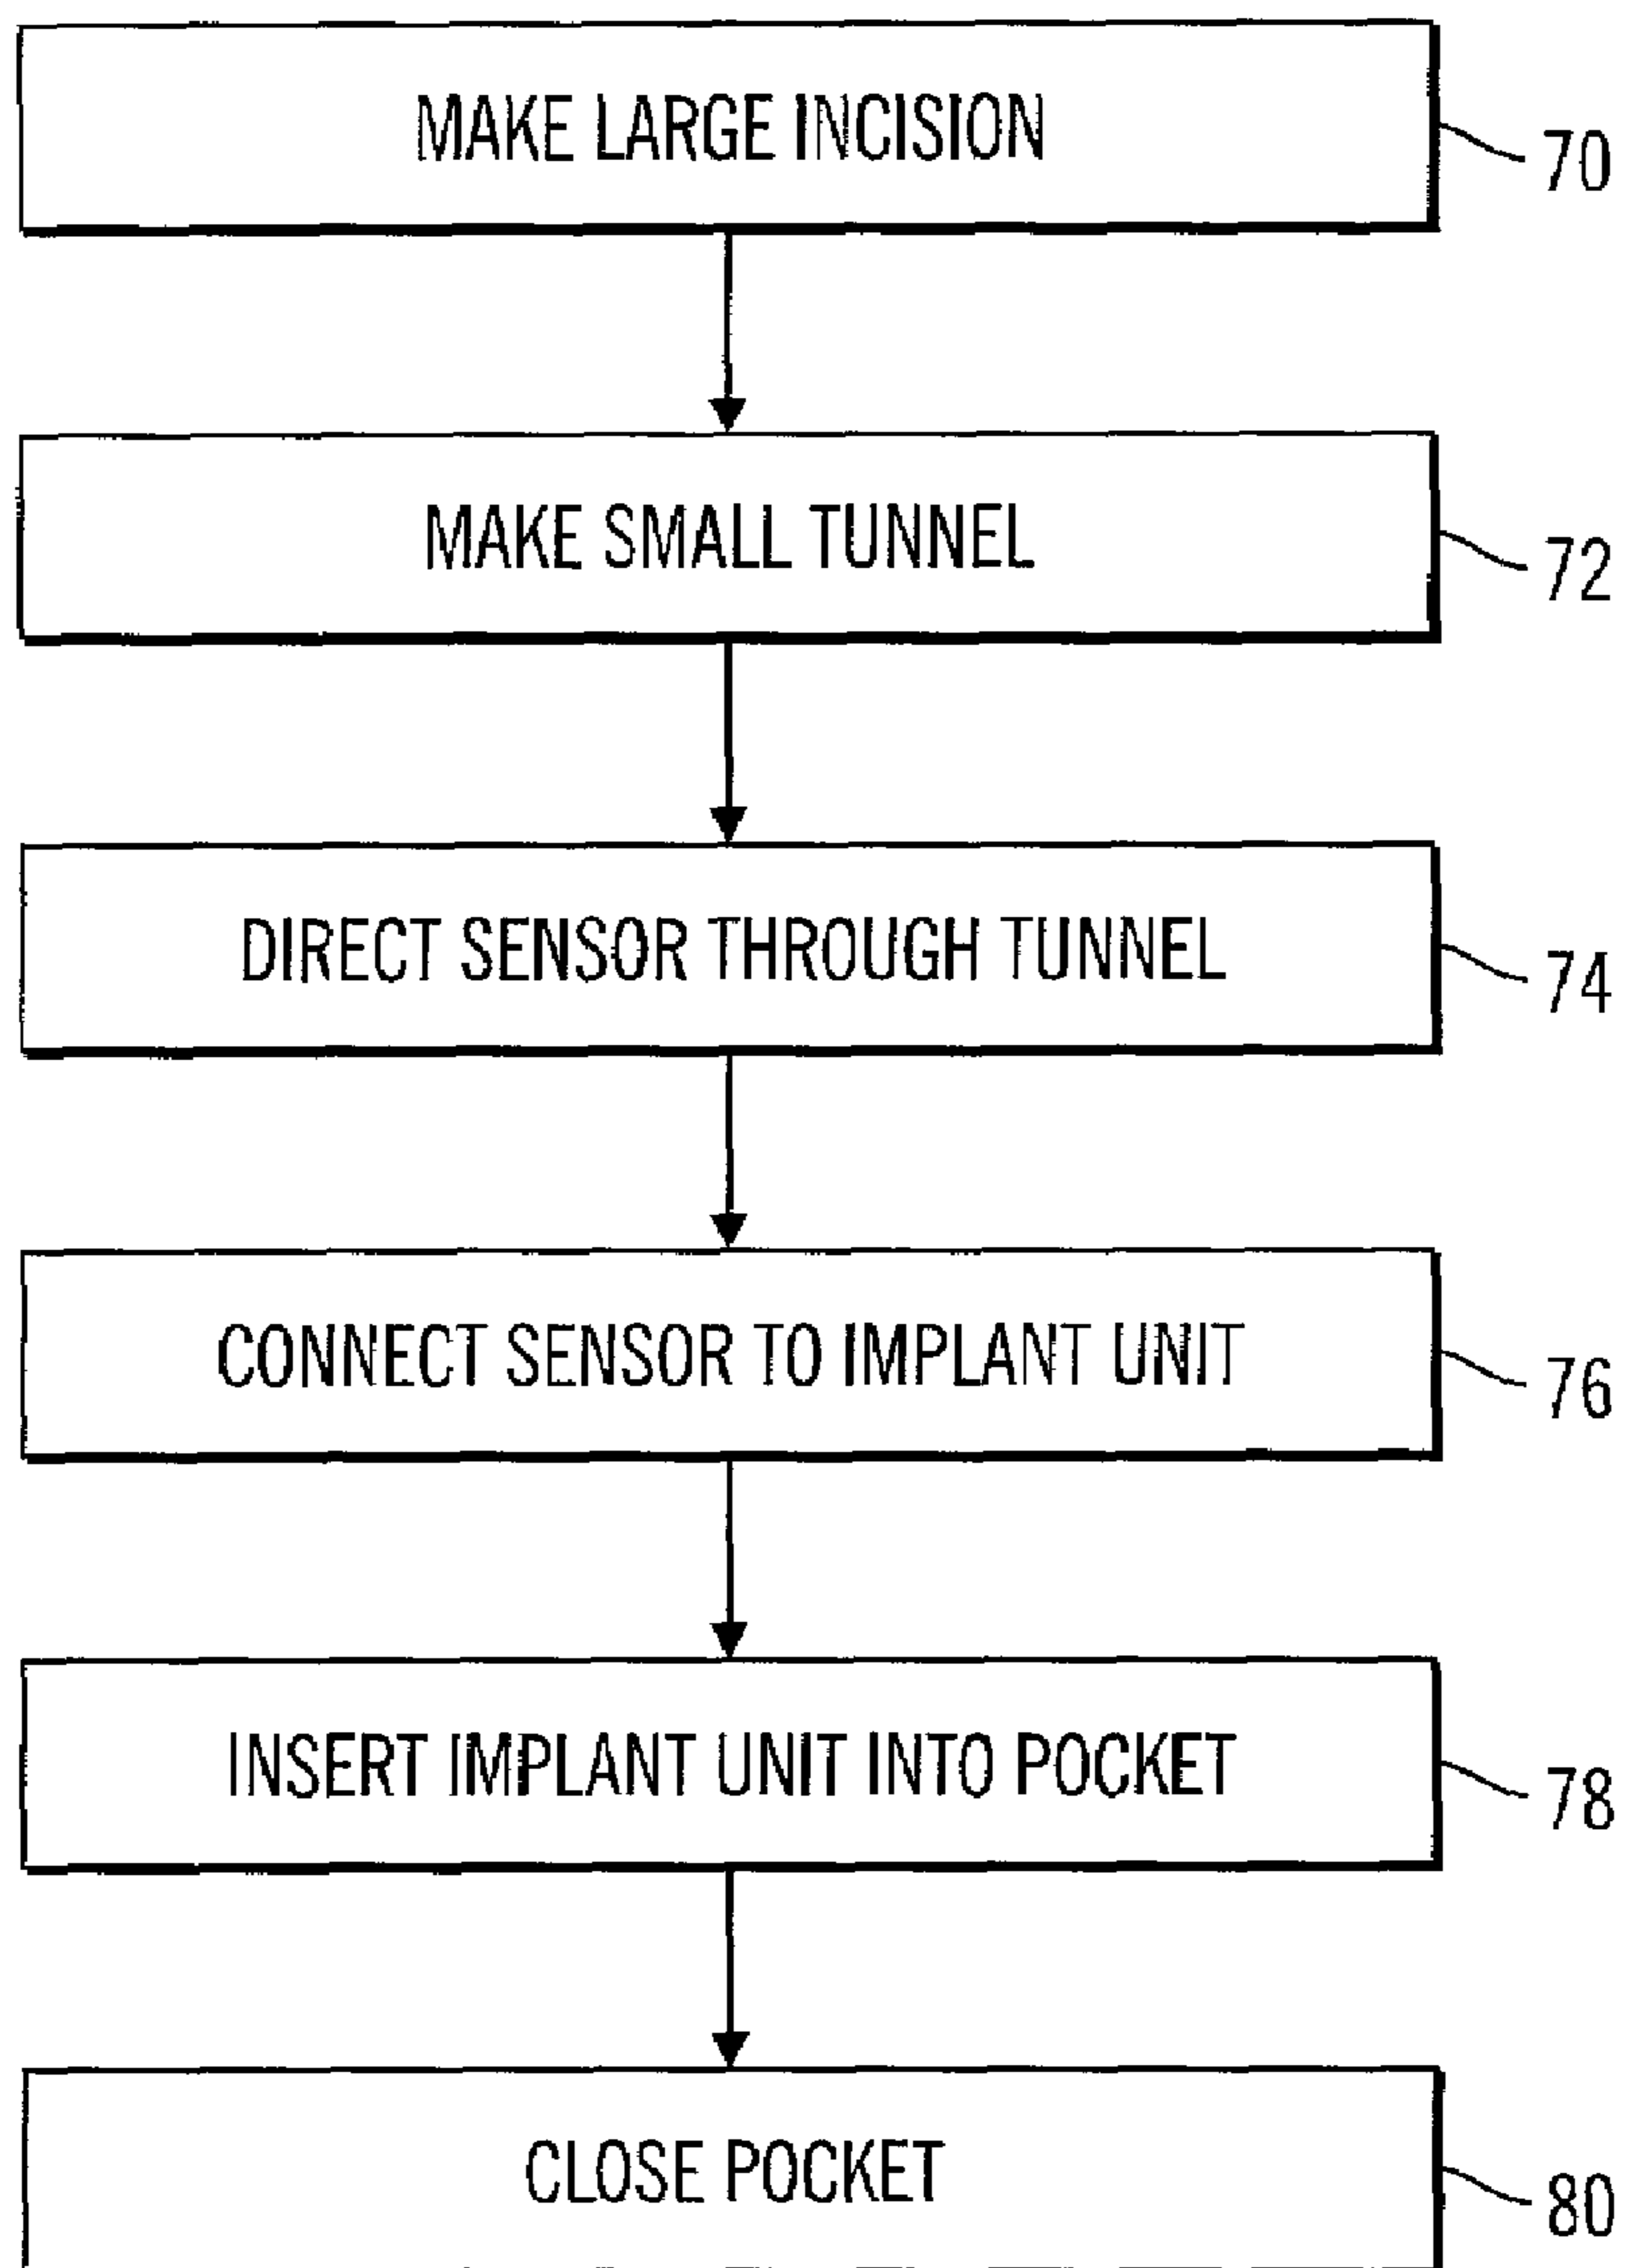 MAKE LARGE INCISION
70
MAKE SMALL TUNNEL
72
DIRECT SENSOR THROUGH TUNNEL
74
CONNECT SENSOR TO IMPLANT UNIT
76
INSERT IMPLANT UNIT INTO POCKET
78
CLOSE POCKET
80